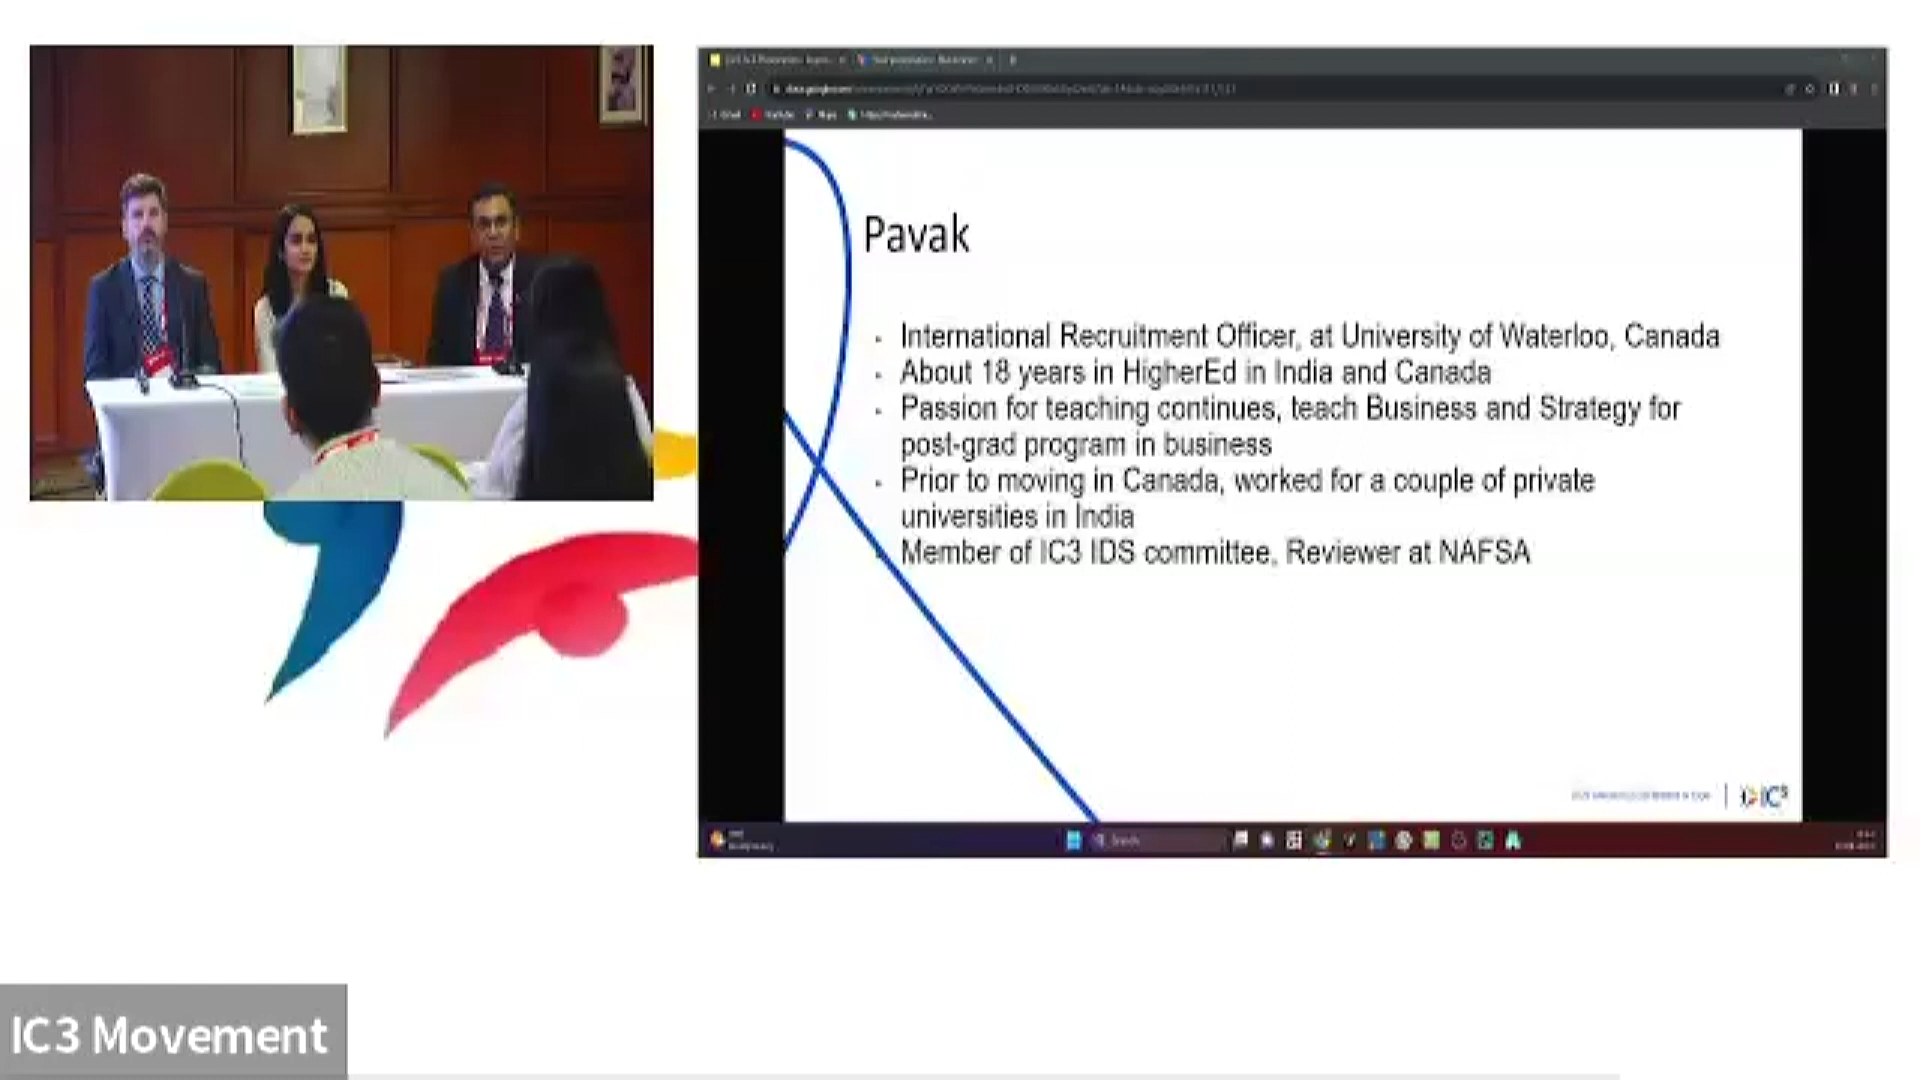 Pavak
International Recruitment Officer, at University of Waterloo, Canada
About 18 years in HigherEd in India and Canada
Passion for teaching continues, teach Business and Strategy for
post-grad program in business
Prior to moving in Canada, worked for a couple of private
universities in India
Member of IC3 IDS committee, Reviewer at NAFSA
IC3
Search
IC3 Movement